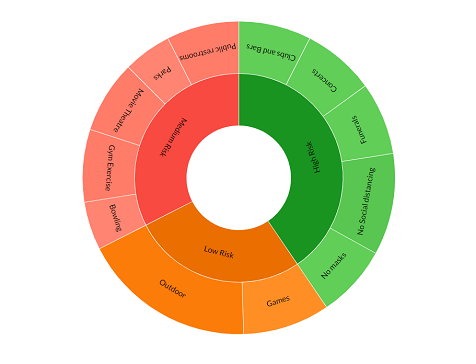 Clubs and Bars
Concerts
Funerals
No Social distancing
No masks
Games
Outdoor
Bowling
Gym Exercise
Movie Theatre
Parks
Public restrooms
High Risk
Low Risk
Medium Risk